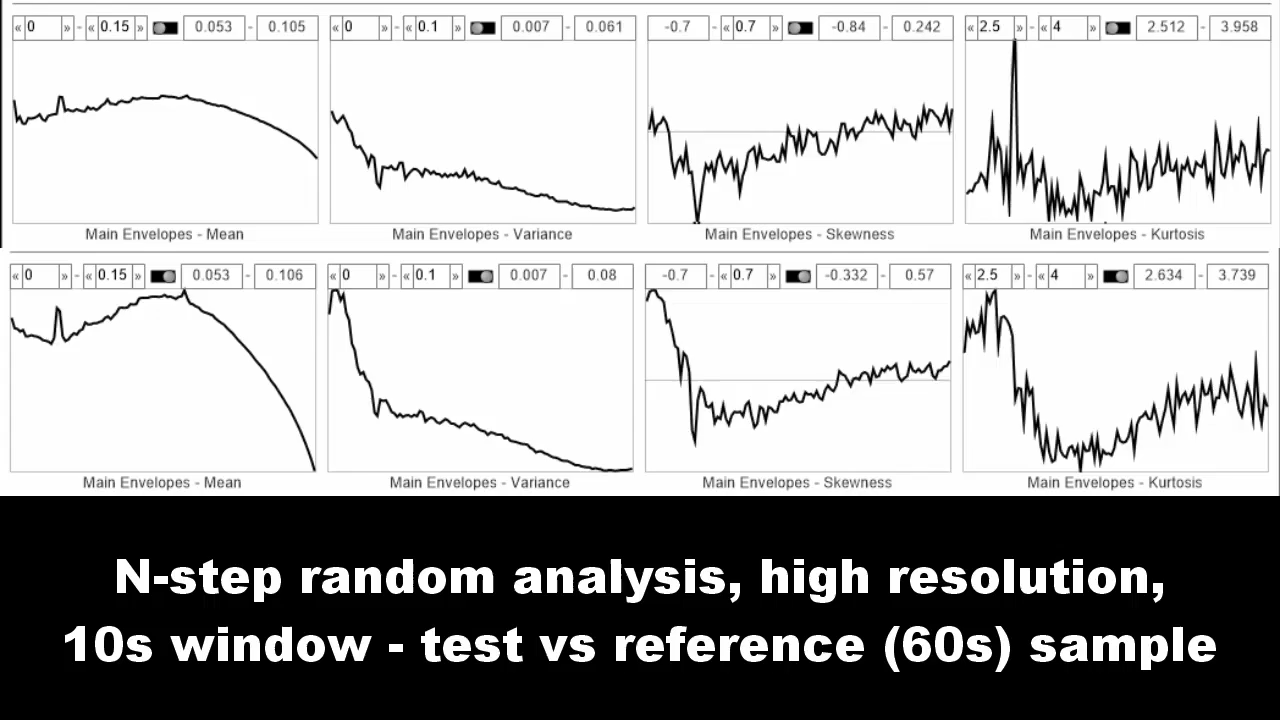 « 0 » - « 0.15 » 0.053 - 0.105 « 0 » - « 0.1 » 0.007 - 0.061 -0.7 - « 0.7 » -0.84 - 0.242 « 2.5 » - « 4 » 2.512 - 3.958
Main Envelopes - Mean Main Envelopes - Variance Main Envelopes - Skewness Main Envelopes - Kurtosis
« 0 » - « 0.15 » 0.053 - 0.106 « 0 » - « 0.1 » 0.007 - 0.08 -0.7 - « 0.7 » -0.332 - 0.57 « 2.5 » - « 4 » 2.634 - 3.739
Main Envelopes - Mean Main Envelopes - Variance Main Envelopes - Skewness Main Envelopes - Kurtosis
N-step random analysis, high resolution,
10s window - test vs reference (60s) sample